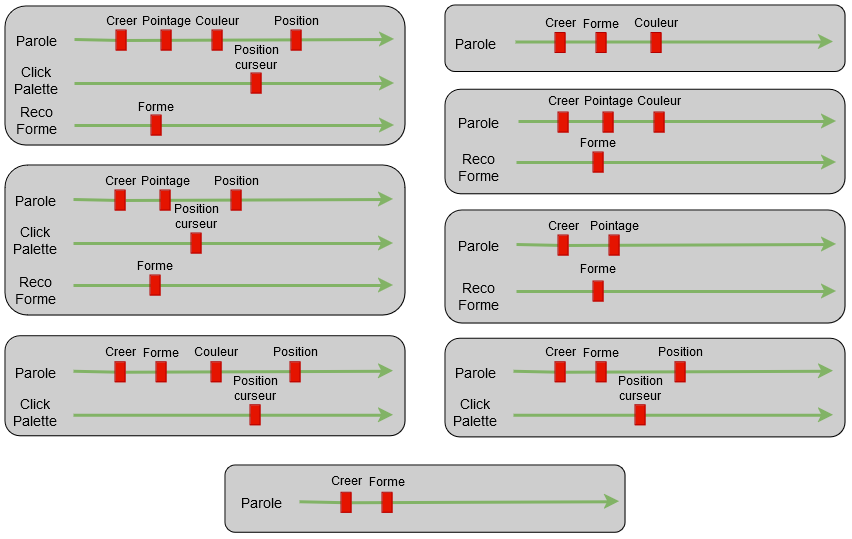 Creer Pointage Couleur Position
Parole
Position
curseur
Click
Palette
Forme
Reco
Forme
Creer Pointage Position
Parole
Position
curseur
Click
Palette
Forme
Reco
Forme
Creer Forme Couleur Position
Parole
Position
curseur
Click
Palette
Creer Forme Couleur
Parole
Creer Pointage Couleur
Parole
Forme
Reco
Forme
Creer Pointage
Parole
Forme
Reco
Forme
Creer Forme Position
Parole
Position
curseur
Click
Palette
Creer Forme
Parole